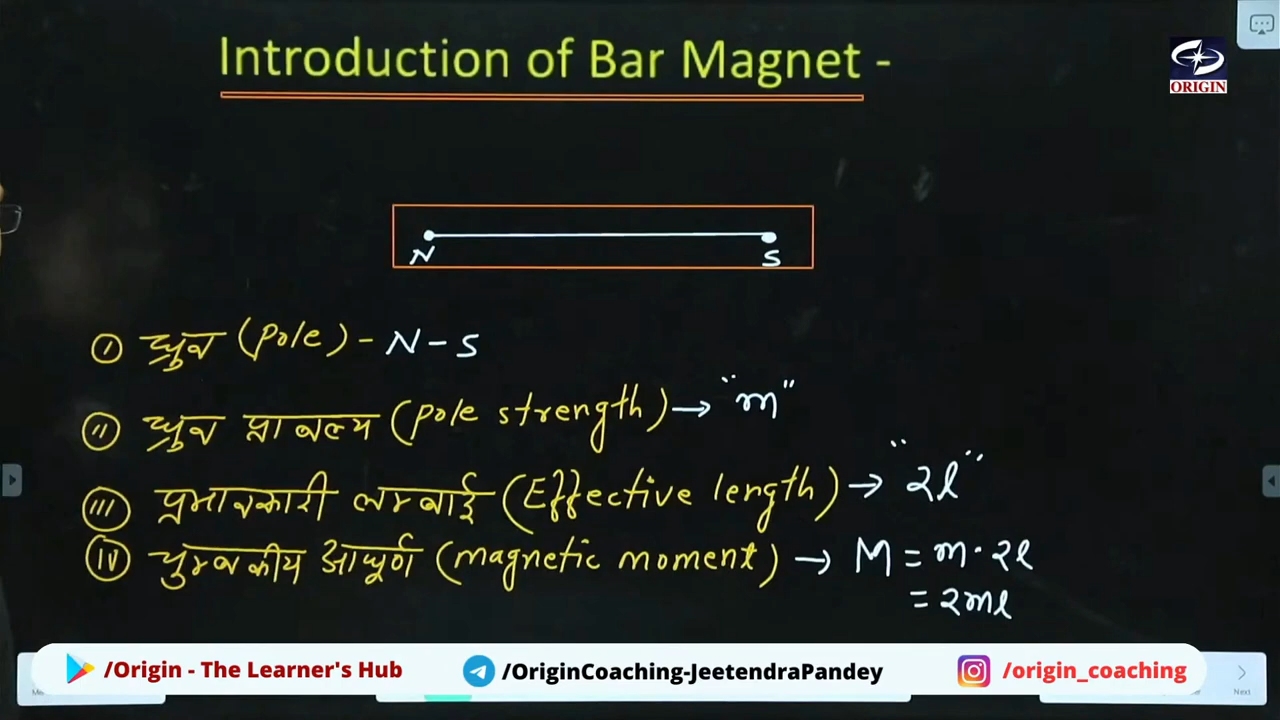 Introduction of Bar Magnet -
ORIGIN
N S
(I) ध्रुव (Pole) - N - S
(II) ध्रुव प्राबल्य (Pole strength) → "m"
(III) प्रभावकारी लम्बाई (Effective length) → "2l"
(IV) चुम्बकीय आघूर्ण (magnetic moment) → M = m · 2l
= 2ml
/Origin - The Learner's Hub /OriginCoaching-JeetendraPandey /origin_coaching
Next